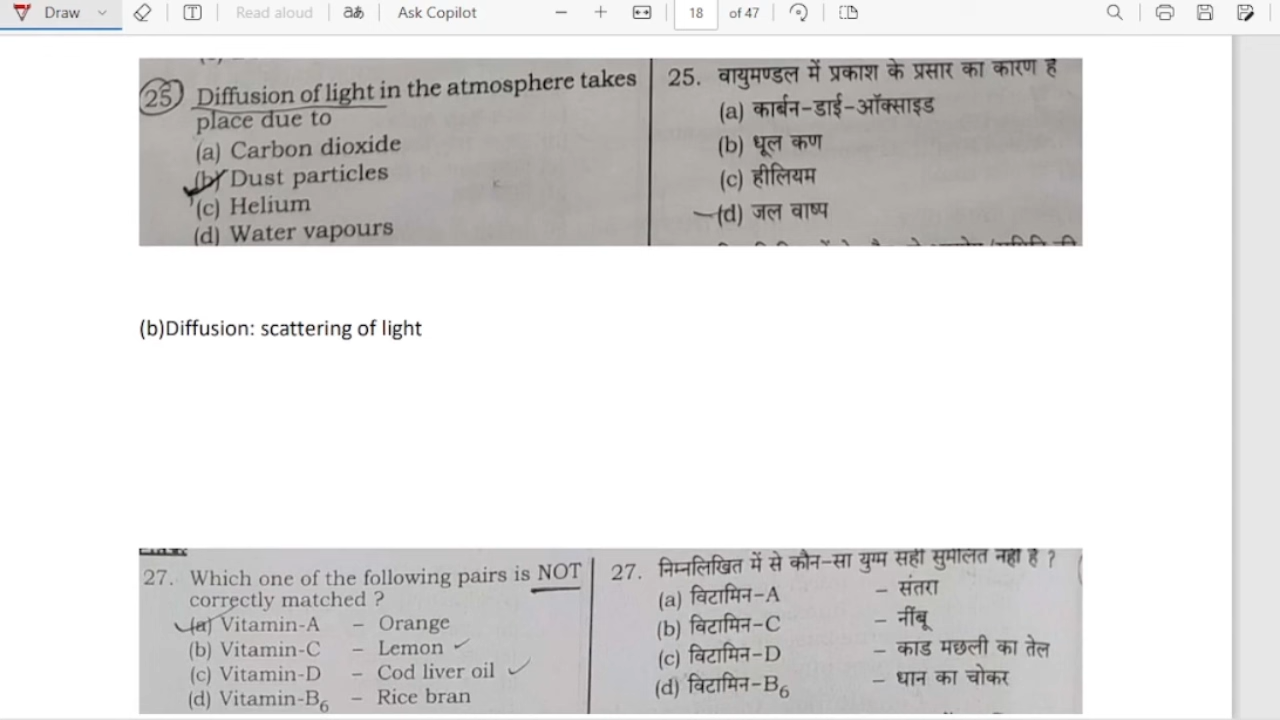 Draw
Read aloud
aあ
Ask Copilot
18
of 47
25. Diffusion of light in the atmosphere takes
place due to
(a) Carbon dioxide
(b) Dust particles
(c) Helium
(d) Water vapours
25. वायुमण्डल में प्रकाश के प्रसार का कारण है
(a) कार्बन-डाई-ऑक्साइड
(b) धूल कण
(c) हीलियम
(d) जल वाष्प
(b)Diffusion: scattering of light
27. Which one of the following pairs is NOT
correctly matched ?
(a) Vitamin-A – Orange
(b) Vitamin-C – Lemon
(c) Vitamin-D – Cod liver oil
(d) Vitamin-B6 – Rice bran
27. निम्नलिखित में से कौन-सा युग्म सही सुमेलित नहीं है ?
(a) विटामिन-A – संतरा
(b) विटामिन-C – नींबू
(c) विटामिन-D – काड मछली का तेल
(d) विटामिन-B6 – धान का चोकर